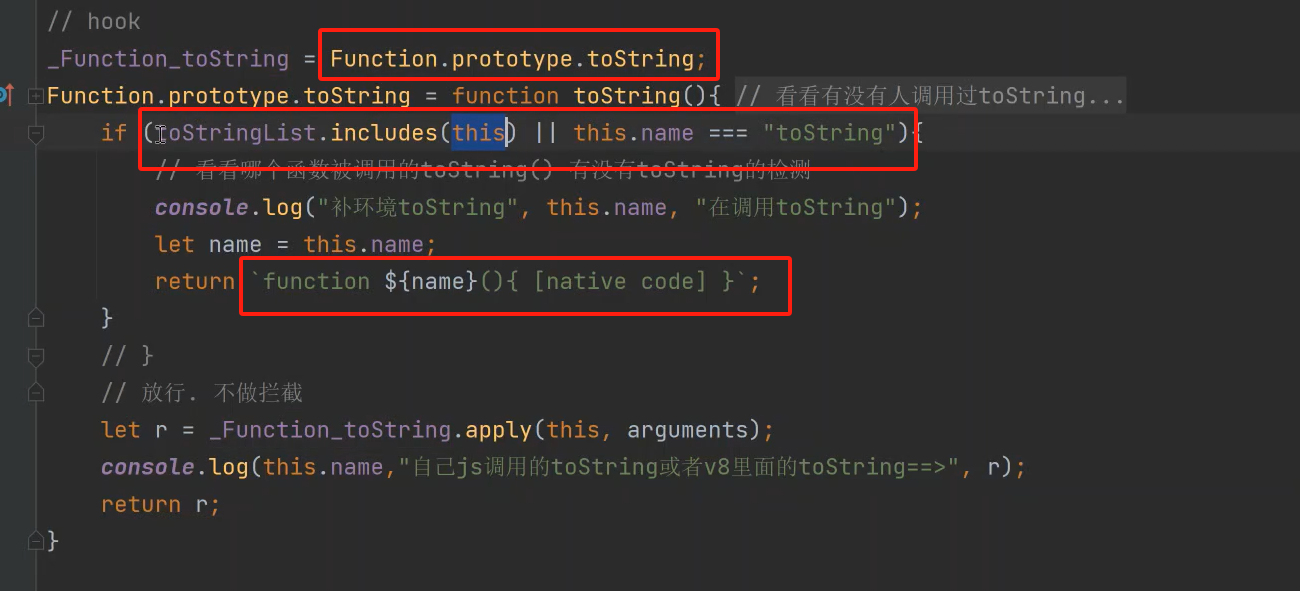 // hook
_Function_toString = Function.prototype.toString;
Function.prototype.toString = function toString(){ // 看看有没有人调用过toString...
if (toStringList.includes(this) || this.name === "toString"){
// 看看哪个函数被调用的toString() 有没有toString的检测
console.log("补环境toString", this.name, "在调用toString");
let name = this.name;
return `function ${name}(){ [native code] }`;
}
// }
// 放行. 不做拦截
let r = _Function_toString.apply(this, arguments);
console.log(this.name,"自己js调用的toString或者v8里面的toString==>", r);
return r;
}